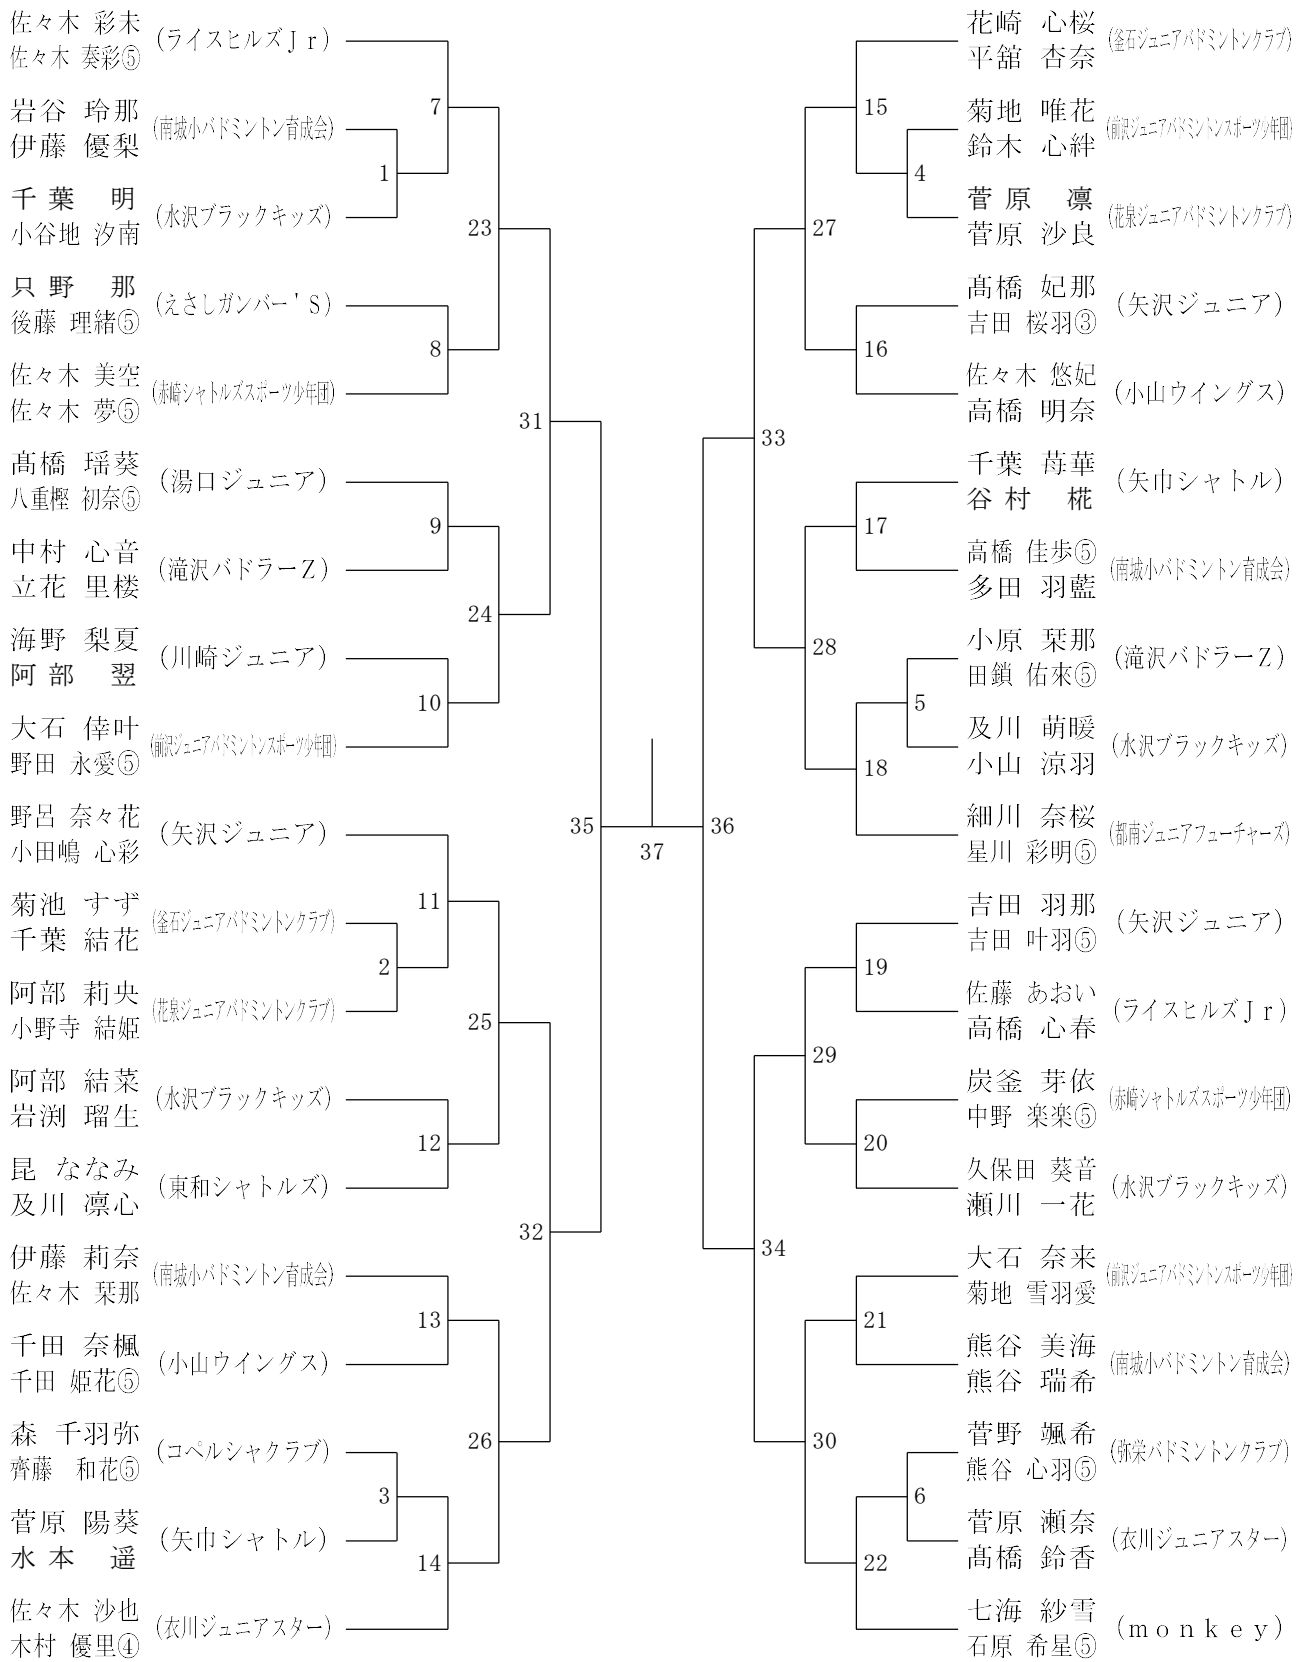 佐々木 彩未
佐々木 奏彩⑤
(ライスヒルズＪｒ)
岩谷 玲那
伊藤 優梨
(南城小バドミントン育成会)
千葉 明
小谷地 汐南
(水沢ブラックキッズ)
只野 那
後藤 理緒⑤
(えさしガンバー'Ｓ)
佐々木 美空
佐々木 夢⑤
(赤崎シャトルズスポーツ少年団)
髙橋 瑶葵
八重樫 初奈⑤
(湯口ジュニア)
中村 心音
立花 里楼
(滝沢バドラーＺ)
海野 梨夏
阿部 翌
(川崎ジュニア)
大石 倖叶
野田 永愛⑤
(前沢ジュニアバドミントンスポーツ少年団)
野呂 奈々花
小田嶋 心彩
(矢沢ジュニア)
菊池 すず
千葉 結花
(釜石ジュニアバドミントンクラブ)
阿部 莉央
小野寺 結姫
(花泉ジュニアバドミントンクラブ)
阿部 結菜
岩渕 瑠生
(水沢ブラックキッズ)
昆 ななみ
及川 凛心
(東和シャトルズ)
伊藤 莉奈
佐々木 栞那
(南城小バドミントン育成会)
千田 奈楓
千田 姫花⑤
(小山ウイングス)
森 千羽弥
齊藤 和花⑤
(コペルシャクラブ)
菅原 陽葵
水本 遥
(矢巾シャトル)
佐々木 沙也
木村 優里④
(衣川ジュニアスター)
1
2
3
7
8
9
10
11
12
13
14
23
24
25
26
31
32
35
37
36
33
34
27
28
29
30
15
16
17
18
19
20
21
22
4
5
6
花崎 心桜
平舘 杏奈
(釜石ジュニアバドミントンクラブ)
菊地 唯花
鈴木 心絆
(前沢ジュニアバドミントンスポーツ少年団)
菅原 凛
菅原 沙良
(花泉ジュニアバドミントンクラブ)
髙橋 妃那
吉田 桜羽③
(矢沢ジュニア)
佐々木 悠妃
高橋 明奈
(小山ウイングス)
千葉 苺華
谷村 椛
(矢巾シャトル)
高橋 佳歩⑤
多田 羽藍
(南城小バドミントン育成会)
小原 栞那
田鎖 佑來⑤
(滝沢バドラーＺ)
及川 萌暖
小山 涼羽
(水沢ブラックキッズ)
細川 奈桜
星川 彩明⑤
(都南ジュニアフューチャーズ)
吉田 羽那
吉田 叶羽⑤
(矢沢ジュニア)
佐藤 あおい
高橋 心春
(ライスヒルズＪｒ)
炭釜 芽依
中野 楽楽⑤
(赤崎シャトルズスポーツ少年団)
久保田 葵音
瀬川 一花
(水沢ブラックキッズ)
大石 奈来
菊地 雪羽愛
(前沢ジュニアバドミントンスポーツ少年団)
熊谷 美海
熊谷 瑞希
(南城小バドミントン育成会)
菅野 颯希
熊谷 心羽⑤
(弥栄バドミントンクラブ)
菅原 瀬奈
髙橋 鈴香
(衣川ジュニアスター)
七海 紗雪
石原 希星⑤
(ｍｏｎｋｅｙ)